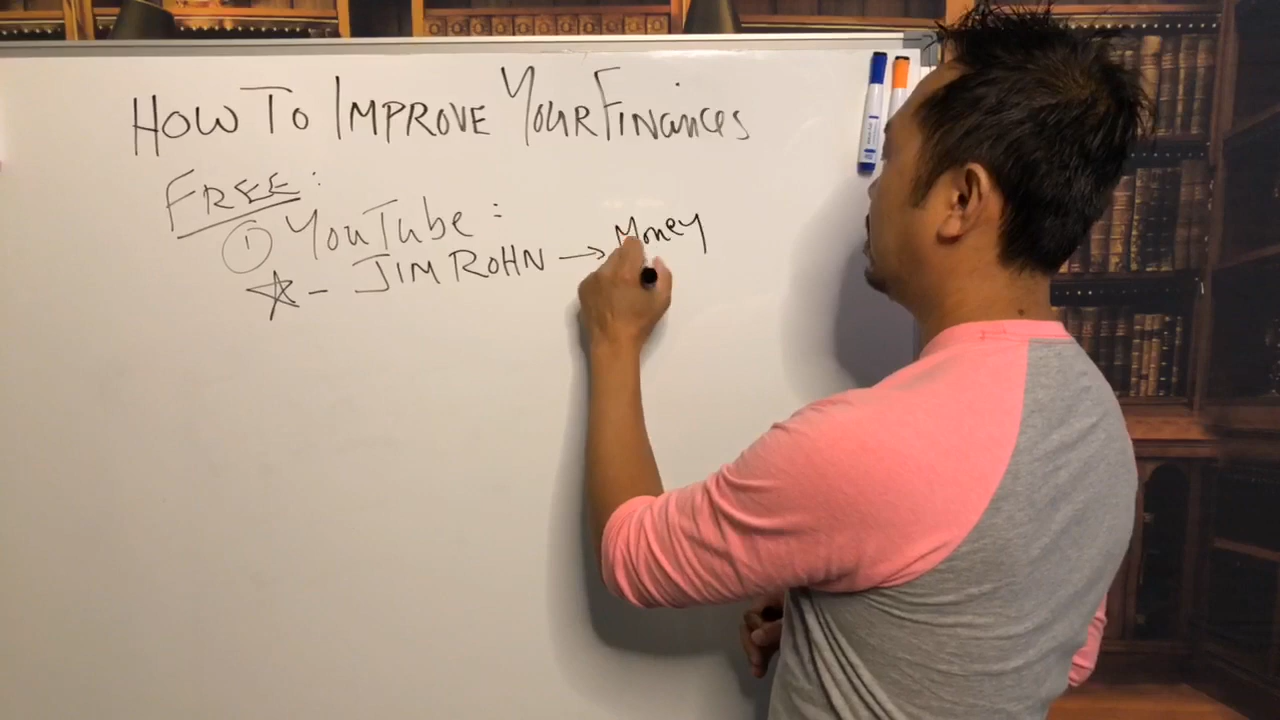 HOW TO IMPROVE YOUR FINANCES
FREE:
① YOUTUBE:
☆ - JIM ROHN → Money